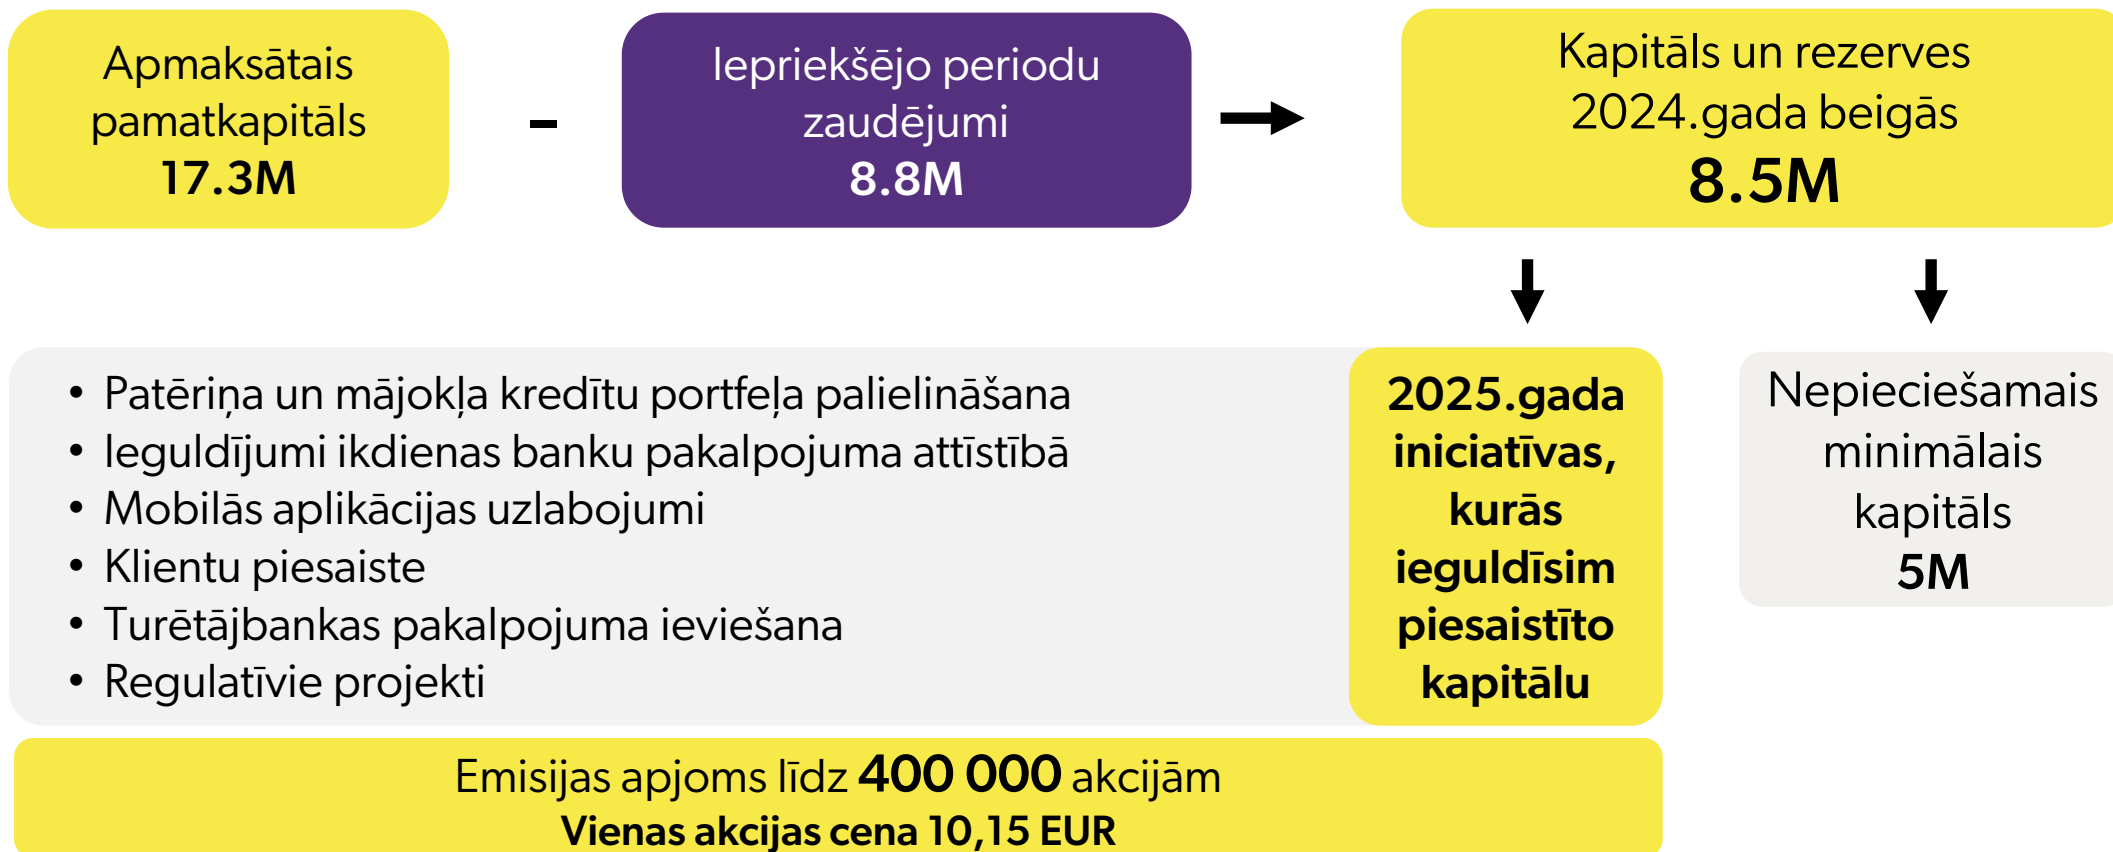 Apmaksātais
pamatkapitāls
17.3M
-
Iepriekšējo periodu
zaudējumi
8.8M
Kapitāls un rezerves
2024.gada beigās
8.5M
• Patēriņa un mājokļa kredītu portfeļa palielināšana
• Ieguldījumi ikdienas banku pakalpojuma attīstībā
• Mobilās aplikācijas uzlabojumi
• Klientu piesaiste
• Turētājbankas pakalpojuma ieviešana
• Regulatīvie projekti
2025.gada
iniciatīvas,
kurās
ieguldīsim
piesaistīto
kapitālu
Nepieciešamais
minimālais
kapitāls
5M
Emisijas apjoms līdz 400 000 akcijām
Vienas akcijas cena 10,15 EUR